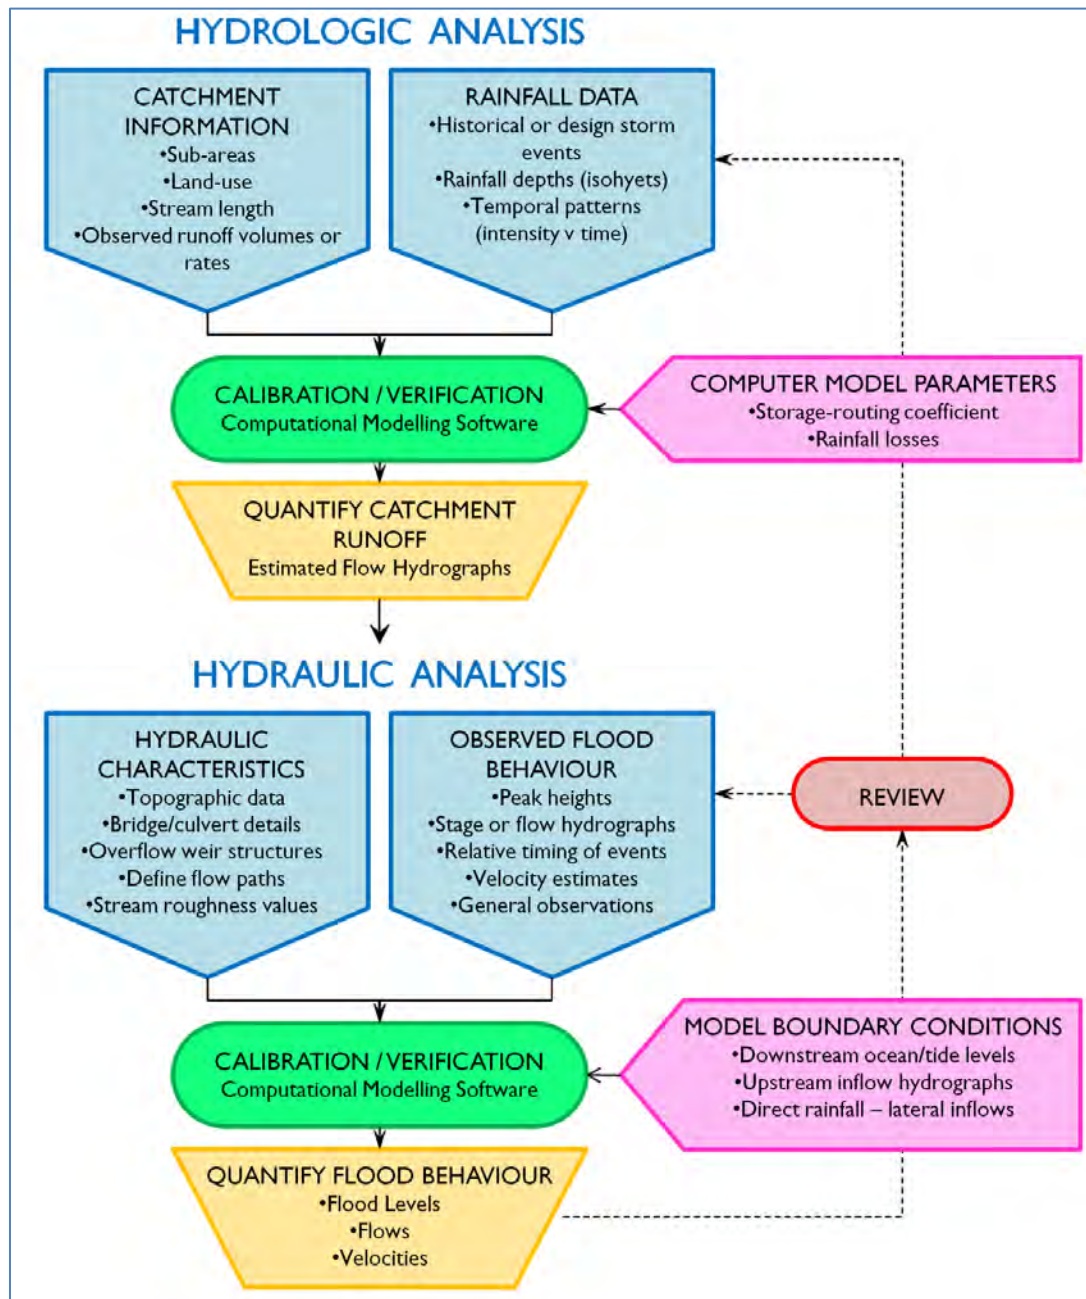 HYDROLOGIC ANALYSIS
CATCHMENT
INFORMATION
•Sub-areas
•Land-use
•Stream length
•Observed runoff volumes or
rates
RAINFALL DATA
•Historical or design storm
events
•Rainfall depths (isohyets)
•Temporal patterns
(intensity v time)
CALIBRATION / VERIFICATION
Computational Modelling Software
COMPUTER MODEL PARAMETERS
•Storage-routing coefficient
•Rainfall losses
QUANTIFY CATCHMENT
RUNOFF
Estimated Flow Hydrographs
HYDRAULIC ANALYSIS
HYDRAULIC
CHARACTERISTICS
•Topographic data
•Bridge/culvert details
•Overflow weir structures
•Define flow paths
•Stream roughness values
OBSERVED FLOOD
BEHAVIOUR
•Peak heights
•Stage or flow hydrographs
•Relative timing of events
•Velocity estimates
•General observations
REVIEW
CALIBRATION / VERIFICATION
Computational Modelling Software
MODEL BOUNDARY CONDITIONS
•Downstream ocean/tide levels
•Upstream inflow hydrographs
•Direct rainfall – lateral inflows
QUANTIFY FLOOD BEHAVIOUR
•Flood Levels
•Flows
•Velocities